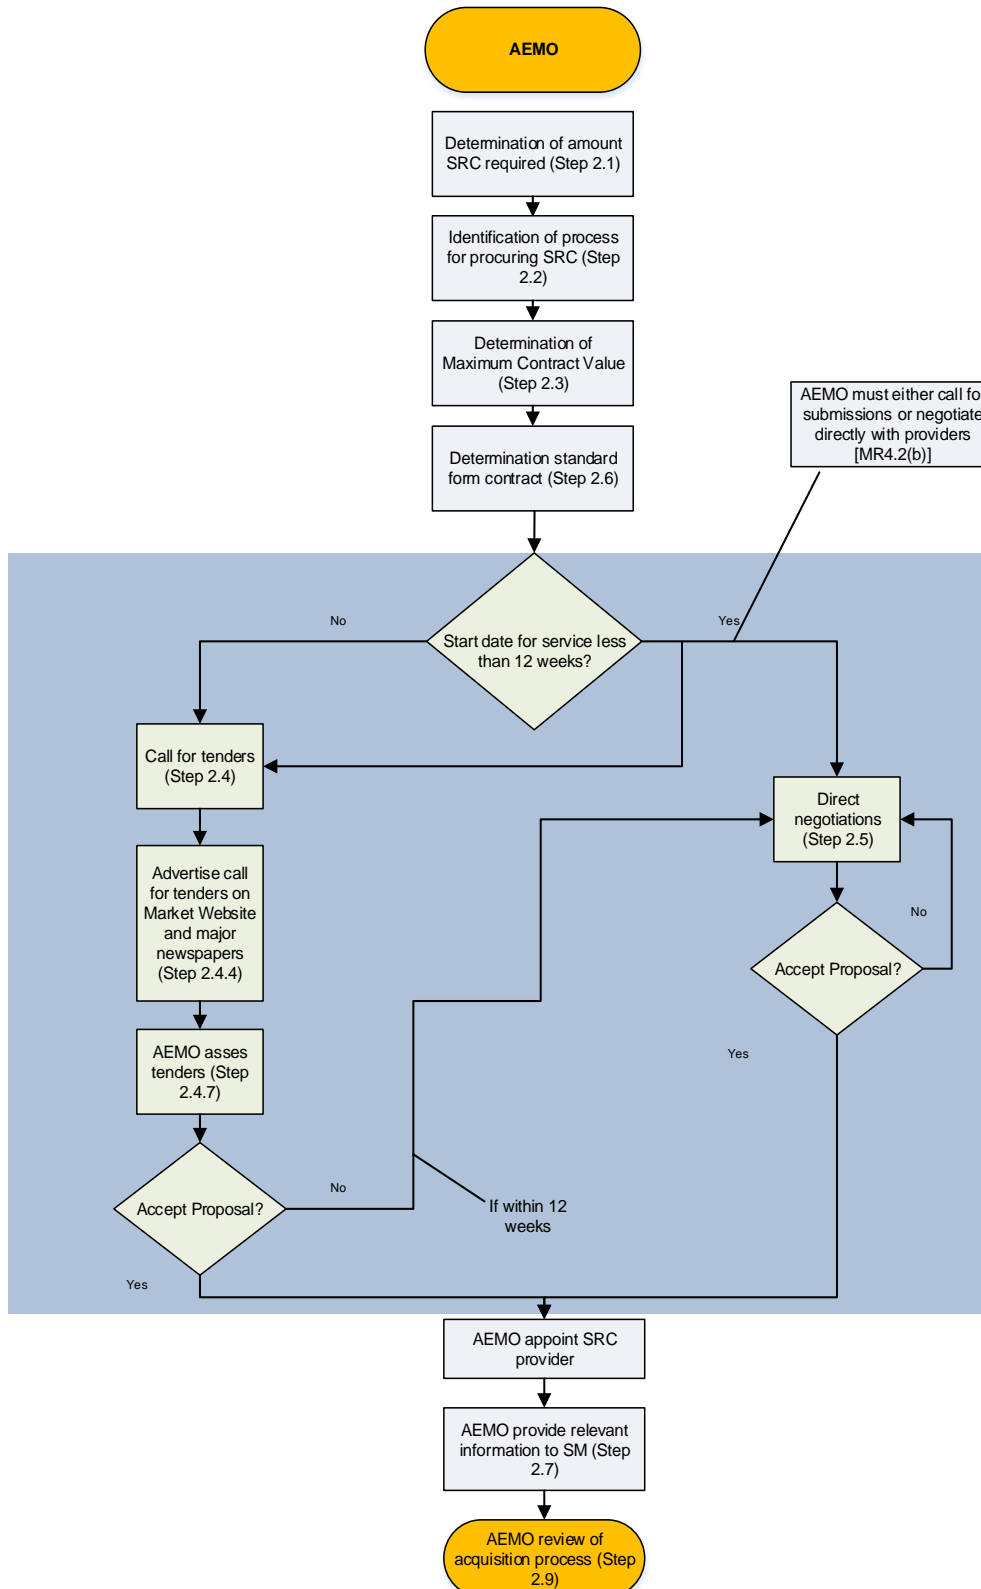 AEMO
Determination of amount
SRC required (Step 2.1)
Identification of process
for procuring SRC (Step
2.2)
Determination of
Maximum Contract Value
(Step 2.3)
AEMO must either call fo
submissions or negotiate
directly with providers
[MR4.2(b)]
Determination standard
form contract (Step 2.6)
No
Yes
Start date for service less
than 12 weeks?
Call for tenders
(Step 2.4)
Direct
negotiations
(Step 2.5)
Advertise call
for tenders on
Market Website
and major
newspapers
(Step 2.4.4)
No
Accept Proposal?
AEMO asses
tenders (Step
2.4.7)
Yes
No
If within 12
weeks
Accept Proposal?
Yes
AEMO appoint SRC
provider
AEMO provide relevant
information to SM (Step
2.7)
AEMO review of
acquisition process (Step
2.9)